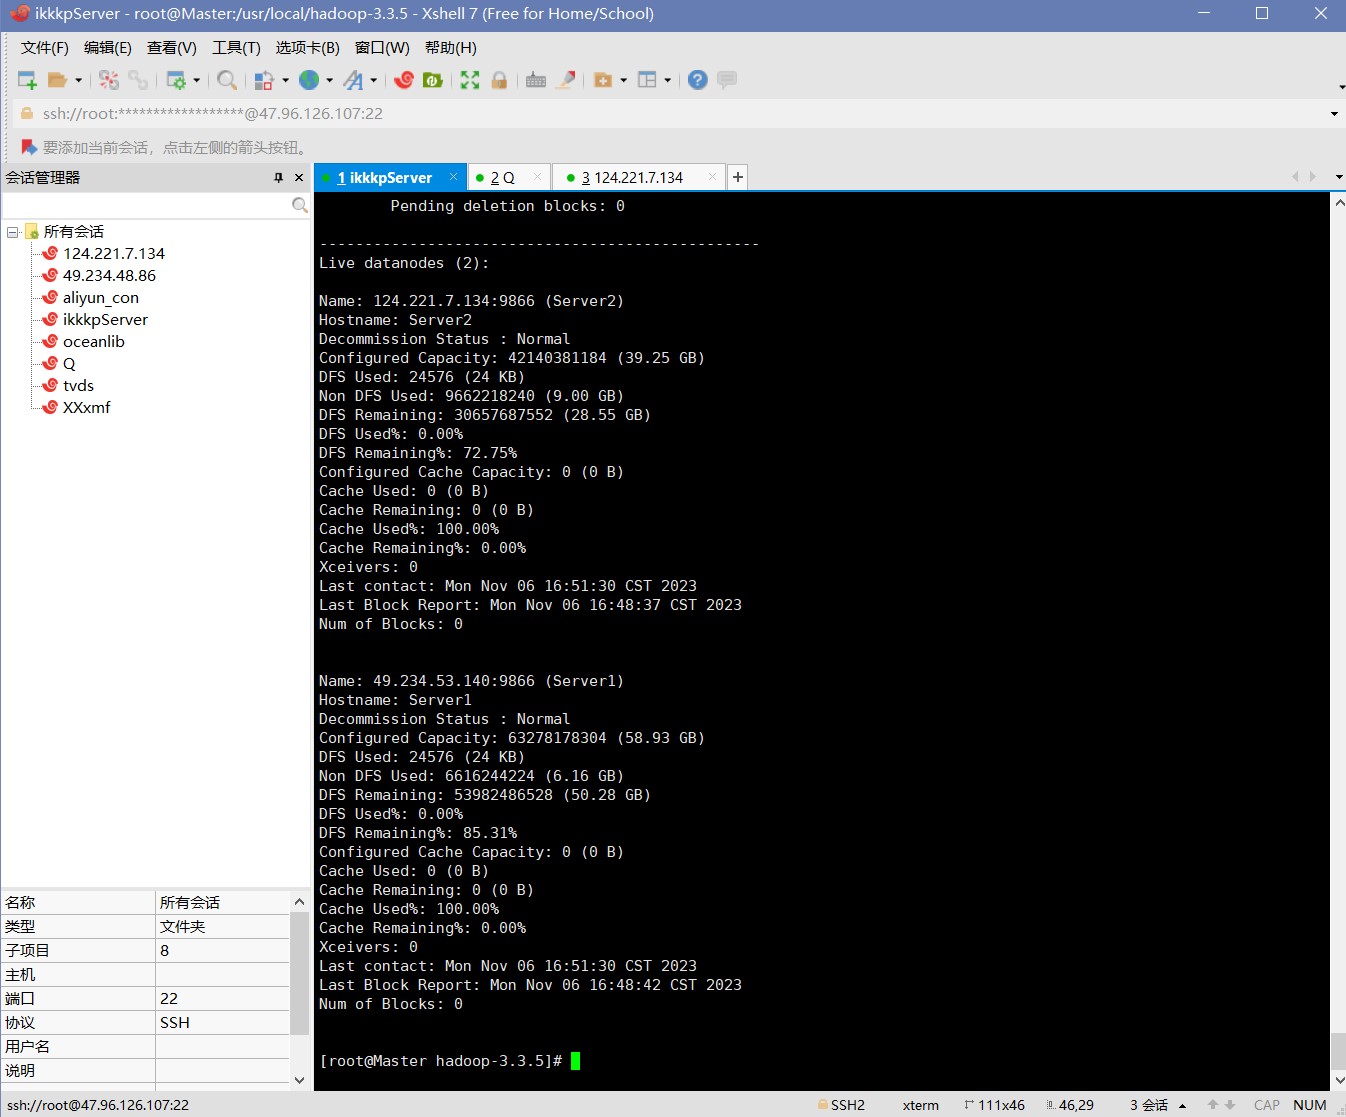 ikkkpServer - root@Master:/usr/local/hadoop-3.3.5 - Xshell 7 (Free for Home/School)
文件(F) 编辑(E) 查看(V) 工具(T) 选项卡(B) 窗口(W) 帮助(H)
ssh://root:******************@47.96.126.107:22
要添加当前会话，点击左侧的箭头按钮。
会话管理器
1 ikkkpServer
2 Q
3 124.221.7.134
所有会话
124.221.7.134
49.234.48.86
aliyun_con
ikkkpServer
oceanlib
Q
tvds
XXxmf
名称 所有会话
类型 文件夹
子项目 8
主机
端口 22
协议 SSH
用户名
说明
Pending deletion blocks: 0
-------------------------------------------------
Live datanodes (2):
Name: 124.221.7.134:9866 (Server2)
Hostname: Server2
Decommission Status : Normal
Configured Capacity: 42140381184 (39.25 GB)
DFS Used: 24576 (24 KB)
Non DFS Used: 9662218240 (9.00 GB)
DFS Remaining: 30657687552 (28.55 GB)
DFS Used%: 0.00%
DFS Remaining%: 72.75%
Configured Cache Capacity: 0 (0 B)
Cache Used: 0 (0 B)
Cache Remaining: 0 (0 B)
Cache Used%: 100.00%
Cache Remaining%: 0.00%
Xceivers: 0
Last contact: Mon Nov 06 16:51:30 CST 2023
Last Block Report: Mon Nov 06 16:48:37 CST 2023
Num of Blocks: 0
Name: 49.234.53.140:9866 (Server1)
Hostname: Server1
Decommission Status : Normal
Configured Capacity: 63278178304 (58.93 GB)
DFS Used: 24576 (24 KB)
Non DFS Used: 6616244224 (6.16 GB)
DFS Remaining: 53982486528 (50.28 GB)
DFS Used%: 0.00%
DFS Remaining%: 85.31%
Configured Cache Capacity: 0 (0 B)
Cache Used: 0 (0 B)
Cache Remaining: 0 (0 B)
Cache Used%: 100.00%
Cache Remaining%: 0.00%
Xceivers: 0
Last contact: Mon Nov 06 16:51:30 CST 2023
Last Block Report: Mon Nov 06 16:48:42 CST 2023
Num of Blocks: 0
[root@Master hadoop-3.3.5]#
ssh://root@47.96.126.107:22 SSH2 xterm 111x46 46,29 3 会话 CAP NUM